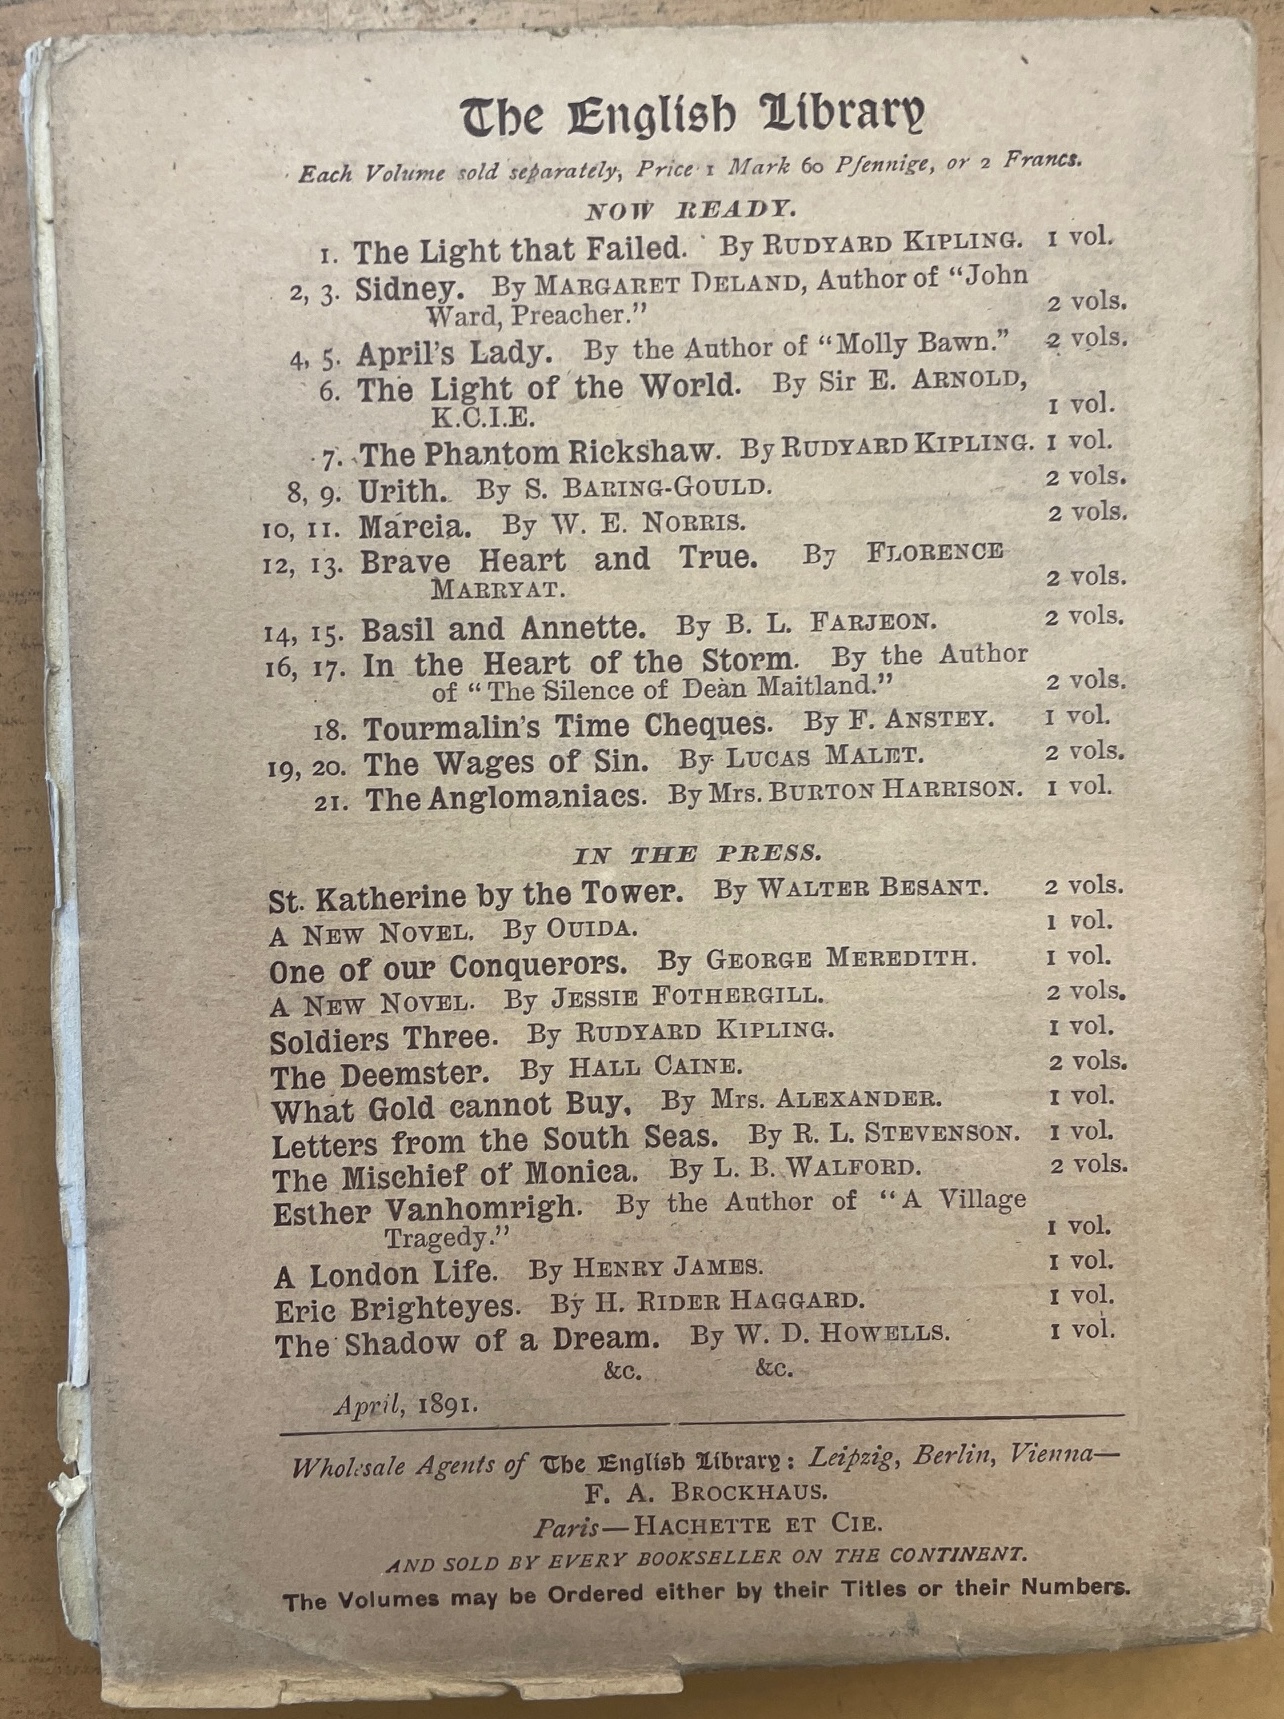 The English Library
Each Volume sold separately, Price 1 Mark 60 Pfennige, or 2 Francs.
NOW READY.
1. The Light that Failed. By RUDYARD KIPLING. 1 vol.
2, 3. Sidney. By MARGARET DELAND, Author of "John
Ward, Preacher." 2 vols.
4, 5. April's Lady. By the Author of "Molly Bawn." 2 vols.
6. The Light of the World. By Sir E. ARNOLD,
K.C.I.E. 1 vol.
7. The Phantom Rickshaw. By RUDYARD KIPLING. 1 vol.
8, 9. Urith. By S. BARING-GOULD. 2 vols.
10, 11. Marcia. By W. E. NORRIS. 2 vols.
12, 13. Brave Heart and True. By FLORENCE
MARRYAT. 2 vols.
14, 15. Basil and Annette. By B. L. FARJEON. 2 vols.
16, 17. In the Heart of the Storm. By the Author
of "The Silence of Dean Maitland." 2 vols.
18. Tourmalin's Time Cheques. By F. ANSTEY. 1 vol.
19, 20. The Wages of Sin. By LUCAS MALET. 2 vols.
21. The Anglomaniacs. By Mrs. BURTON HARRISON. 1 vol.
IN THE PRESS.
St. Katherine by the Tower. By WALTER BESANT. 2 vols.
A NEW NOVEL. By OUIDA. 1 vol.
One of our Conquerors. By GEORGE MEREDITH. 1 vol.
A NEW NOVEL. By JESSIE FOTHERGILL. 2 vols.
Soldiers Three. By RUDYARD KIPLING. 1 vol.
The Deemster. By HALL CAINE. 2 vols.
What Gold cannot Buy. By Mrs. ALEXANDER. 1 vol.
Letters from the South Seas. By R. L. STEVENSON. 1 vol.
The Mischief of Monica. By L. B. WALFORD. 2 vols.
Esther Vanhomrigh. By the Author of "A Village
Tragedy." 1 vol.
A London Life. By HENRY JAMES. 1 vol.
Eric Brighteyes. By H. RIDER HAGGARD. 1 vol.
The Shadow of a Dream. By W. D. HOWELLS. 1 vol.
&c. &c.
April, 1891.
Wholesale Agents of The English Library: Leipzig, Berlin, Vienna—
F. A. BROCKHAUS.
Paris—HACHETTE ET CIE.
AND SOLD BY EVERY BOOKSELLER ON THE CONTINENT.
The Volumes may be Ordered either by their Titles or their Numbers.